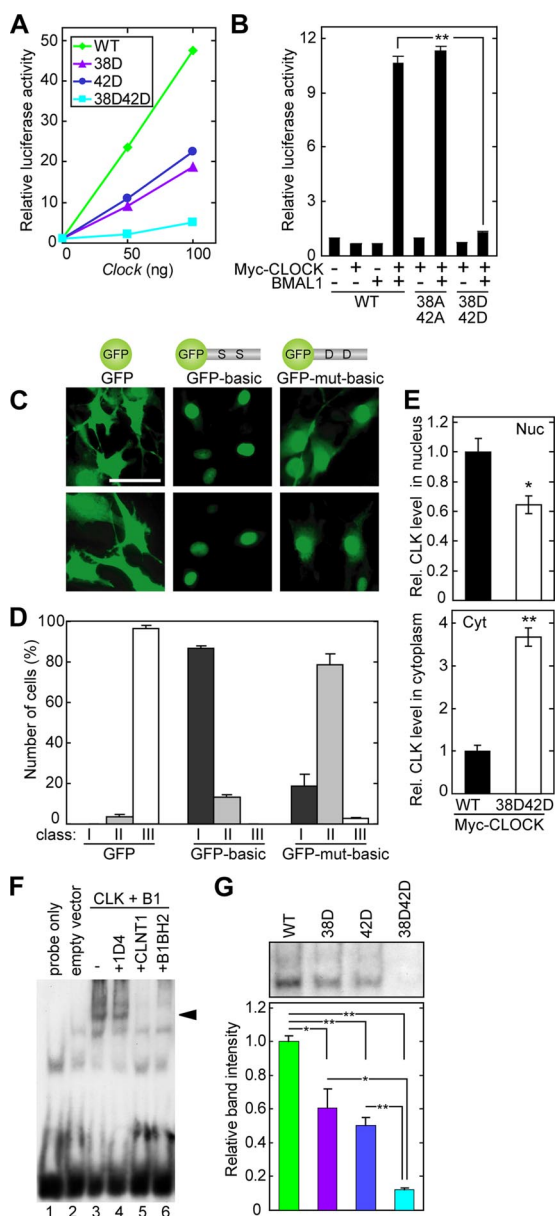 A
Relative luciferase activity
60
50
40
30
20
10
0
WT
38D
42D
38D42D
0 50 100
Clock (ng)
B
Relative luciferase activity
12
9
6
3
0
**
Myc-CLOCK - + - + - + - +
BMAL1 - - + + - + - +
WT 38A 38D
42A 42D
GFP GFP S S GFP D D
GFP GFP-basic GFP-mut-basic
C
D
Number of cells (%)
100
80
60
40
20
0
class: I II III I II III I II III
GFP GFP-basic GFP-mut-basic
E
Rel. CLK level in nucleus
Nuc
1.2
1.0
0.8
0.6
0.4
0.2
0
*
Rel. CLK level in cytoplasm
Cyt
4
3
2
1
0
**
WT 38D42D
Myc-CLOCK
F
CLK + B1
probe only
empty vector
-
+1D4
+CLNT1
+B1BH2
1 2 3 4 5 6
G
WT
38D
42D
38D42D
Relative band intensity
1.2
1.0
0.8
0.6
0.4
0.2
0
**
**
*
*
**